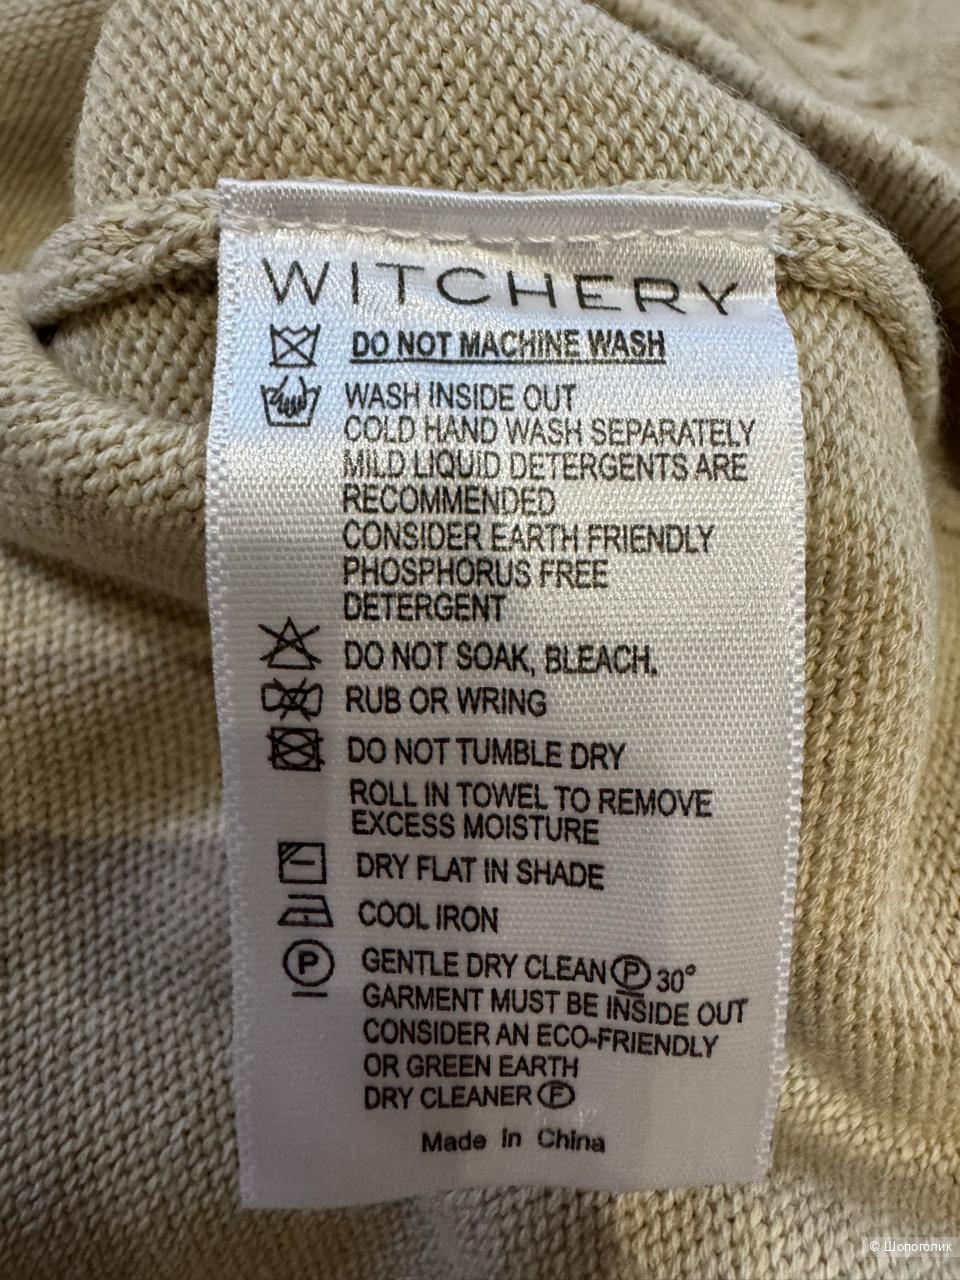 WITCHERY
DO NOT MACHINE WASH
WASH INSIDE OUT
COLD HAND WASH SEPARATELY
MILD LIQUID DETERGENTS ARE
RECOMMENDED
CONSIDER EARTH FRIENDLY
PHOSPHORUS FREE
DETERGENT
DO NOT SOAK, BLEACH,
RUB OR WRING
DO NOT TUMBLE DRY
ROLL IN TOWEL TO REMOVE
EXCESS MOISTURE
DRY FLAT IN SHADE
COOL IRON
P GENTLE DRY CLEAN P 30°
GARMENT MUST BE INSIDE OUT
CONSIDER AN ECO-FRIENDLY
OR GREEN EARTH
DRY CLEANER F
Made in China
© Шопоголик